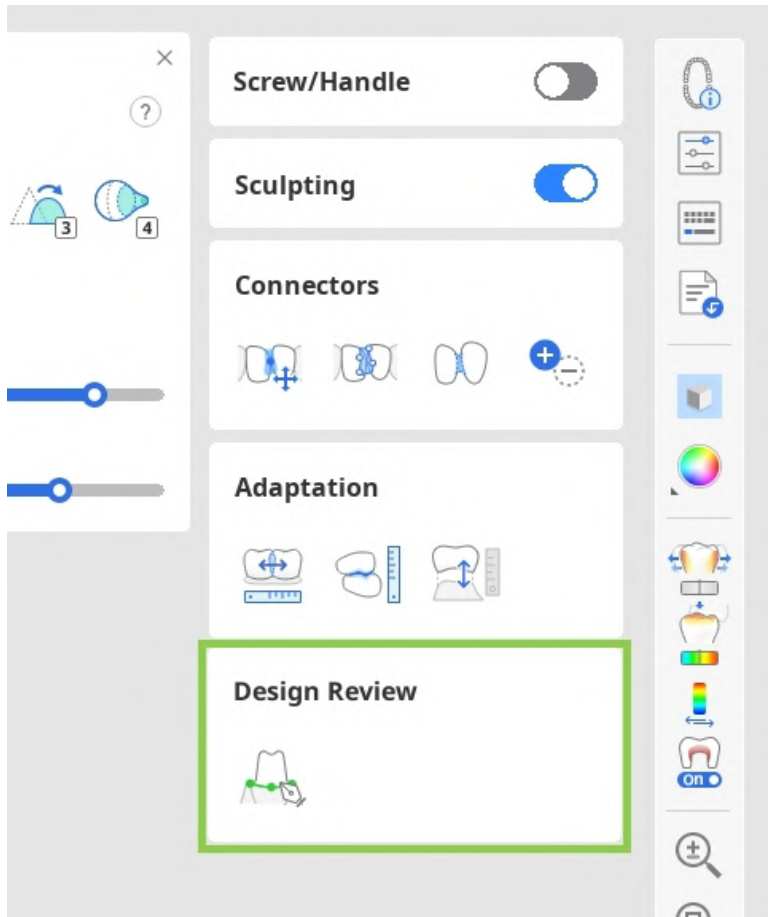 ?
3
4
Screw/Handle
Sculpting
Connectors
Adaptation
Design Review
On